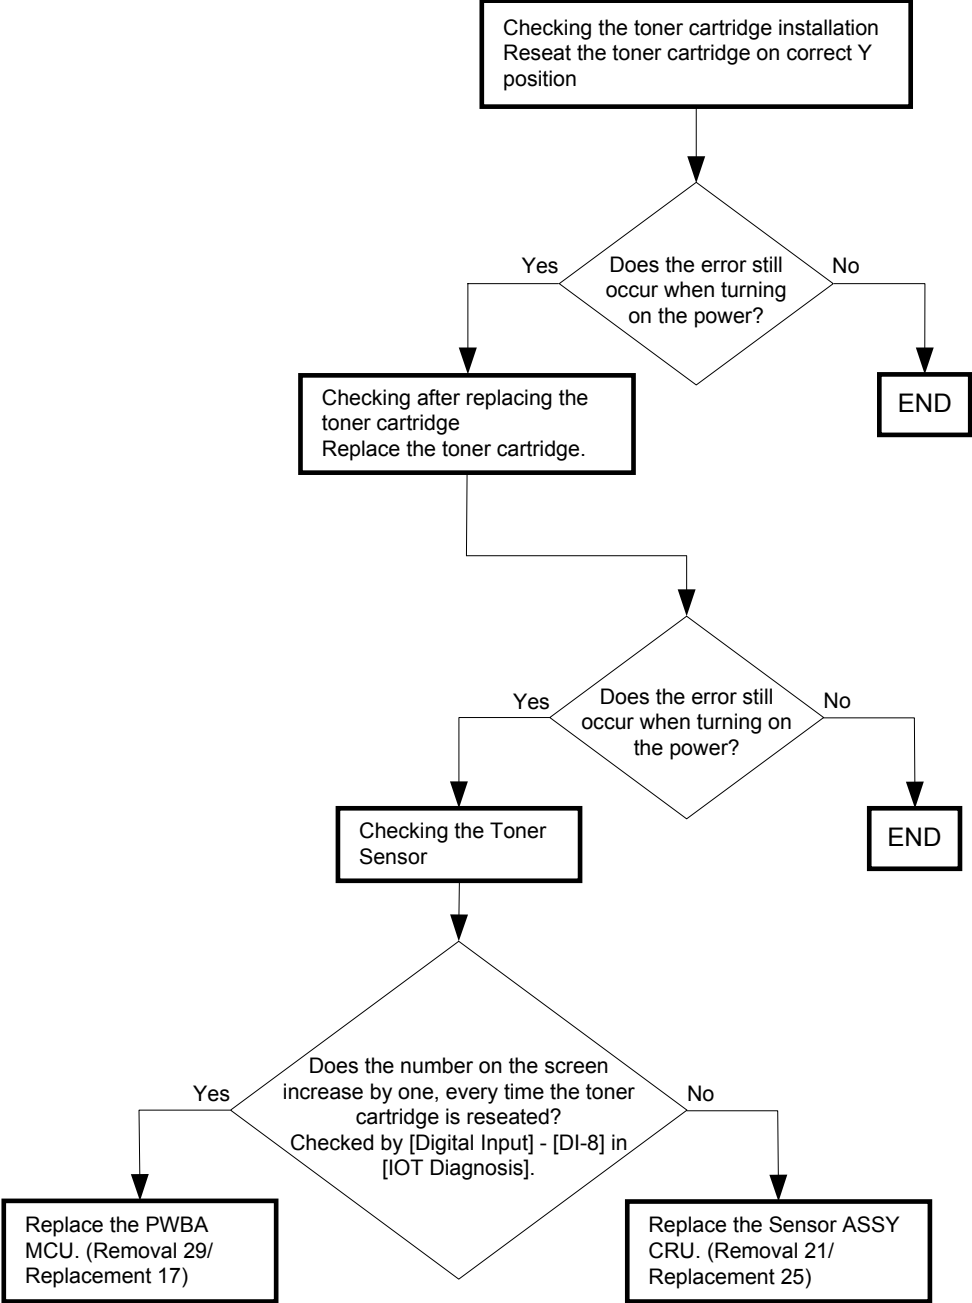 Checking the toner cartridge installation
Reseat the toner cartridge on correct Y
position
Yes
Does the error still
occur when turning
on the power?
No
Checking after replacing the
toner cartridge
Replace the toner cartridge.
END
Yes
Does the error still
occur when turning on
the power?
No
Checking the Toner
Sensor
END
Yes
Does the number on the screen
increase by one, every time the toner
cartridge is reseated?
Checked by [Digital Input] - [DI-8] in
[IOT Diagnosis].
No
Replace the PWBA
MCU. (Removal 29/
Replacement 17)
Replace the Sensor ASSY
CRU. (Removal 21/
Replacement 25)